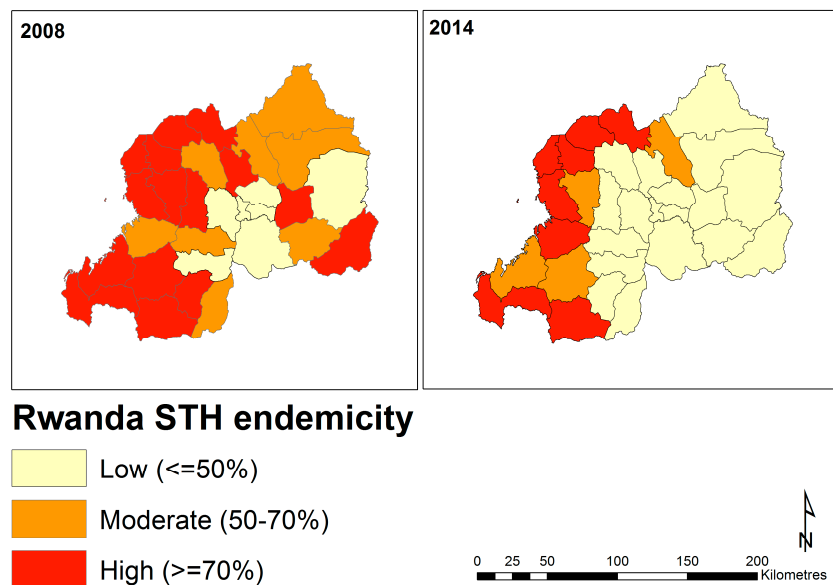 2008
2014
Rwanda STH endemicity
Low (<=50%)
Moderate (50-70%)
High (>=70%)
N
0 25 50 100 150 200
Kilometres